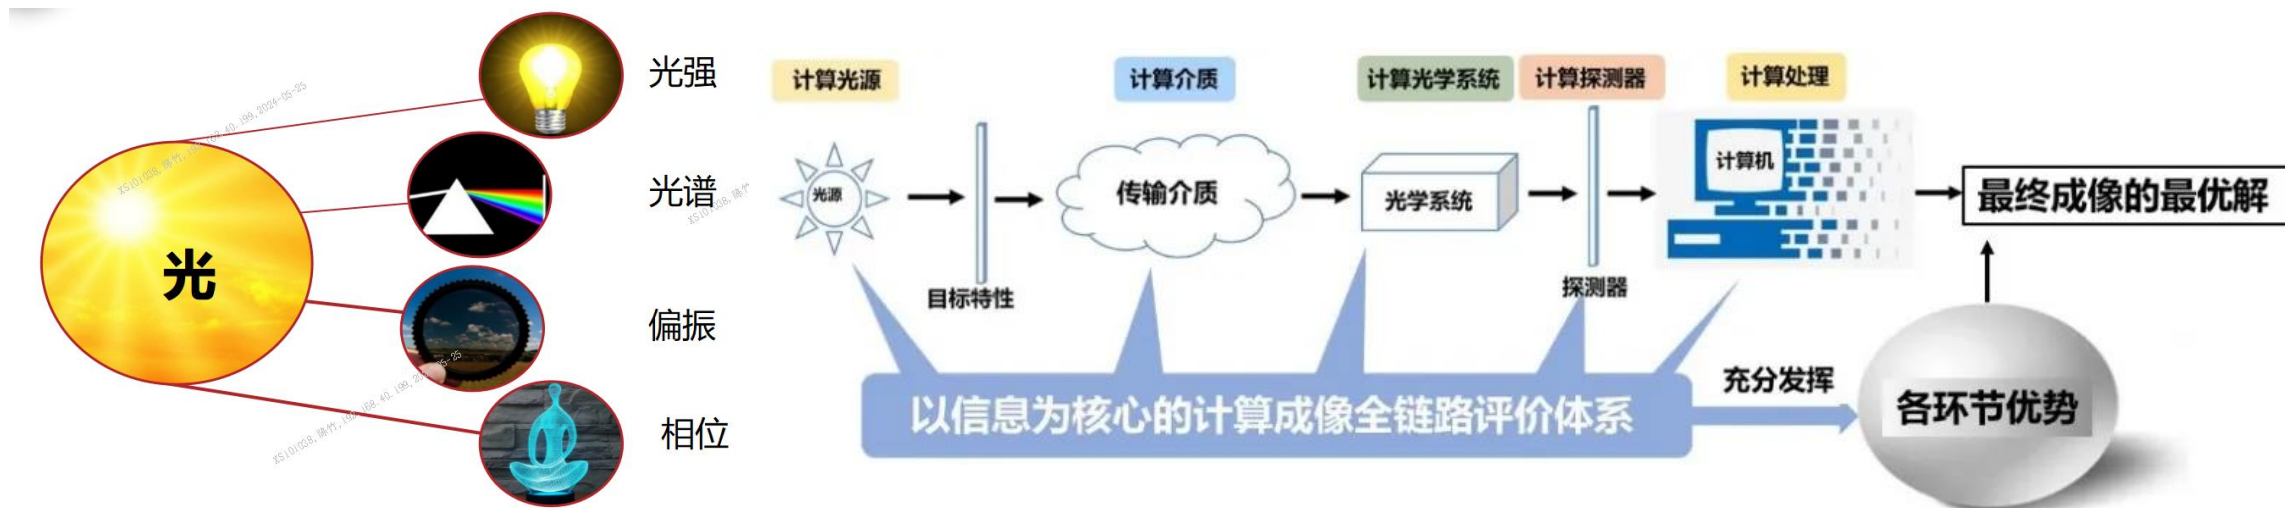 光
光强
光谱
偏振
相位
计算光源
计算介质
计算光学系统
计算探测器
计算处理
光源
目标特性
传输介质
光学系统
探测器
计算机
最终成像的最优解
以信息为核心的计算成像全链路评价体系
充分发挥
各环节优势